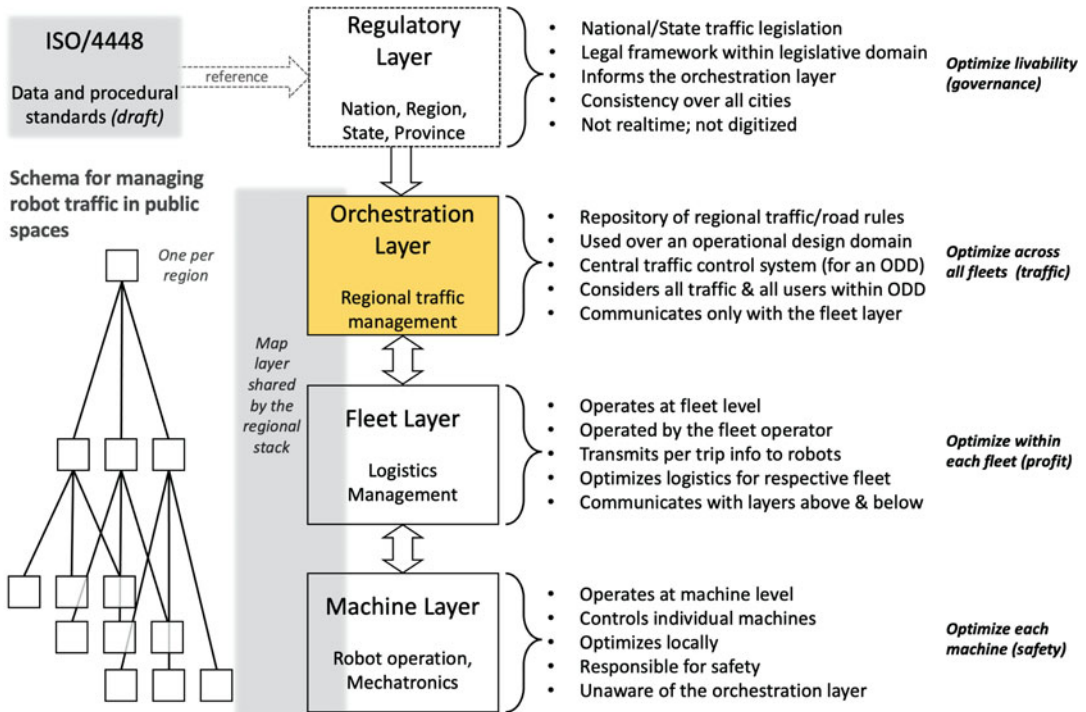 ISO/4448
Data and procedural
standards (draft)
reference
Regulatory
Layer
Nation, Region,
State, Province
• National/State traffic legislation
• Legal framework within legislative domain
• Informs the orchestration layer
• Consistency over all cities
• Not realtime; not digitized
Optimize livability
(governance)
Schema for managing
robot traffic in public
spaces
One per
region
Map
layer
shared
by the
regional
stack
Orchestration
Layer
Regional traffic
management
• Repository of regional traffic/road rules
• Used over an operational design domain
• Central traffic control system (for an ODD)
• Considers all traffic & all users within ODD
• Communicates only with the fleet layer
Optimize across
all fleets (traffic)
Fleet Layer
Logistics
Management
• Operates at fleet level
• Operated by the fleet operator
• Transmits per trip info to robots
• Optimizes logistics for respective fleet
• Communicates with layers above & below
Optimize within
each fleet (profit)
Machine Layer
Robot operation,
Mechatronics
• Operates at machine level
• Controls individual machines
• Optimizes locally
• Responsible for safety
• Unaware of the orchestration layer
Optimize each
machine (safety)